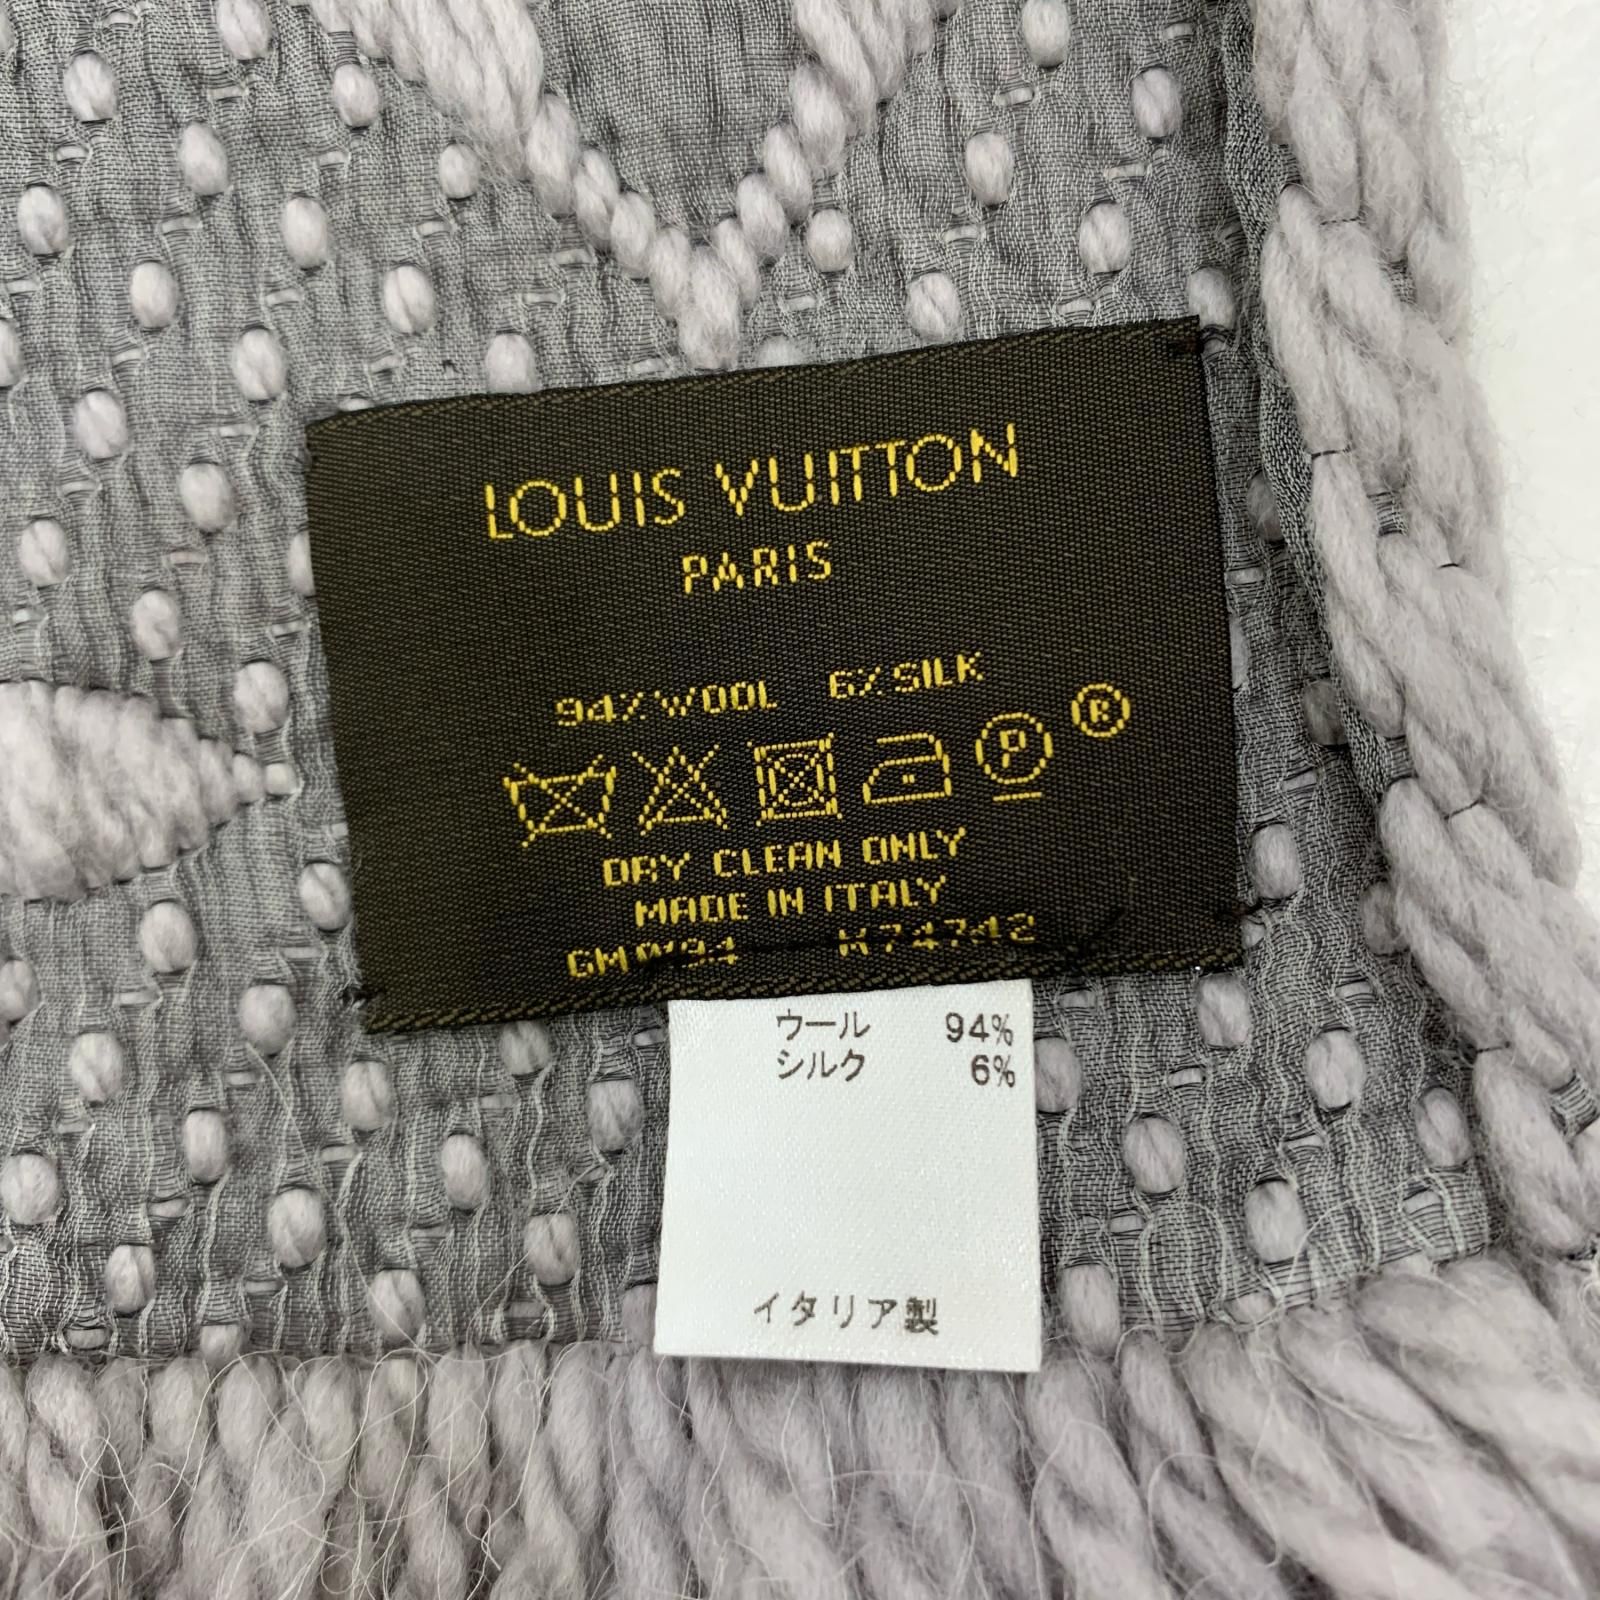 LOUIS VUITTON
PARIS
94% WOOL 6% SILK
®
P
DRY CLEAN ONLY
MADE IN ITALY
K74742
ウール 94%
シルク 6%
イタリア製